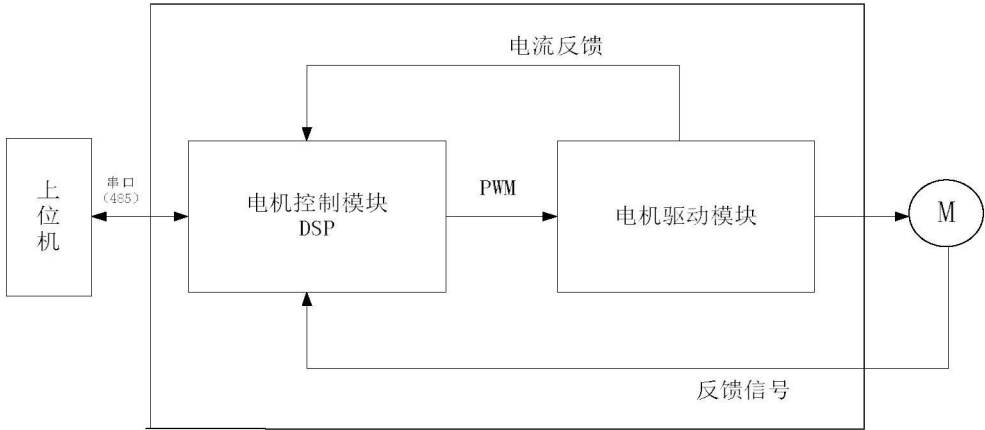 电流反馈
上
位
机
串口
(485)
电机控制模块
DSP
PWM
电机驱动模块
M
反馈信号